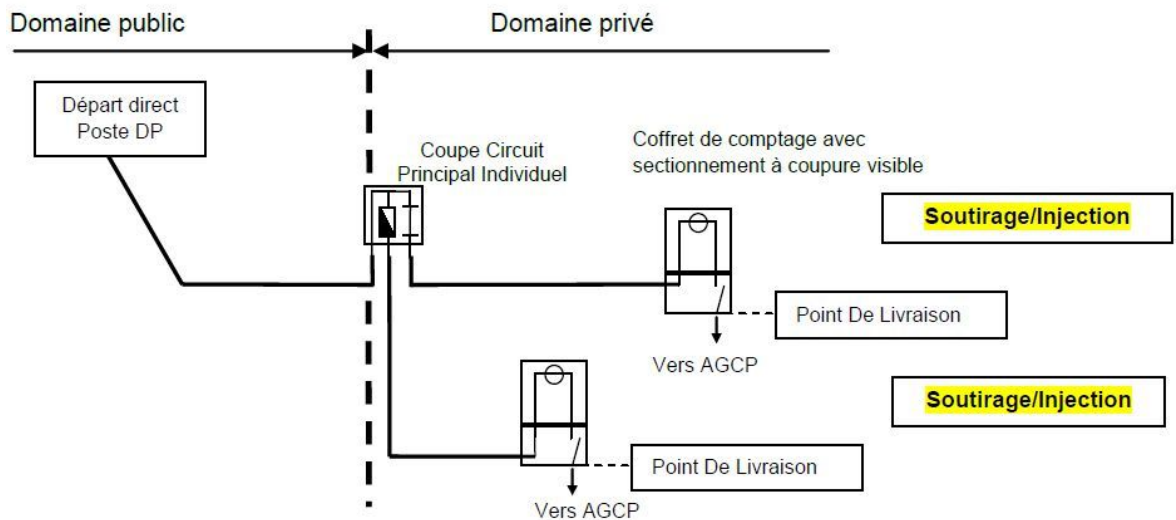 Domaine public
Domaine privé
Départ direct
Poste DP
Coupe Circuit
Principal Individuel
Coffret de comptage avec
sectionnement à coupure visible
Soutirage/Injection
Point De Livraison
Vers AGCP
Soutirage/Injection
Point De Livraison
Vers AGCP